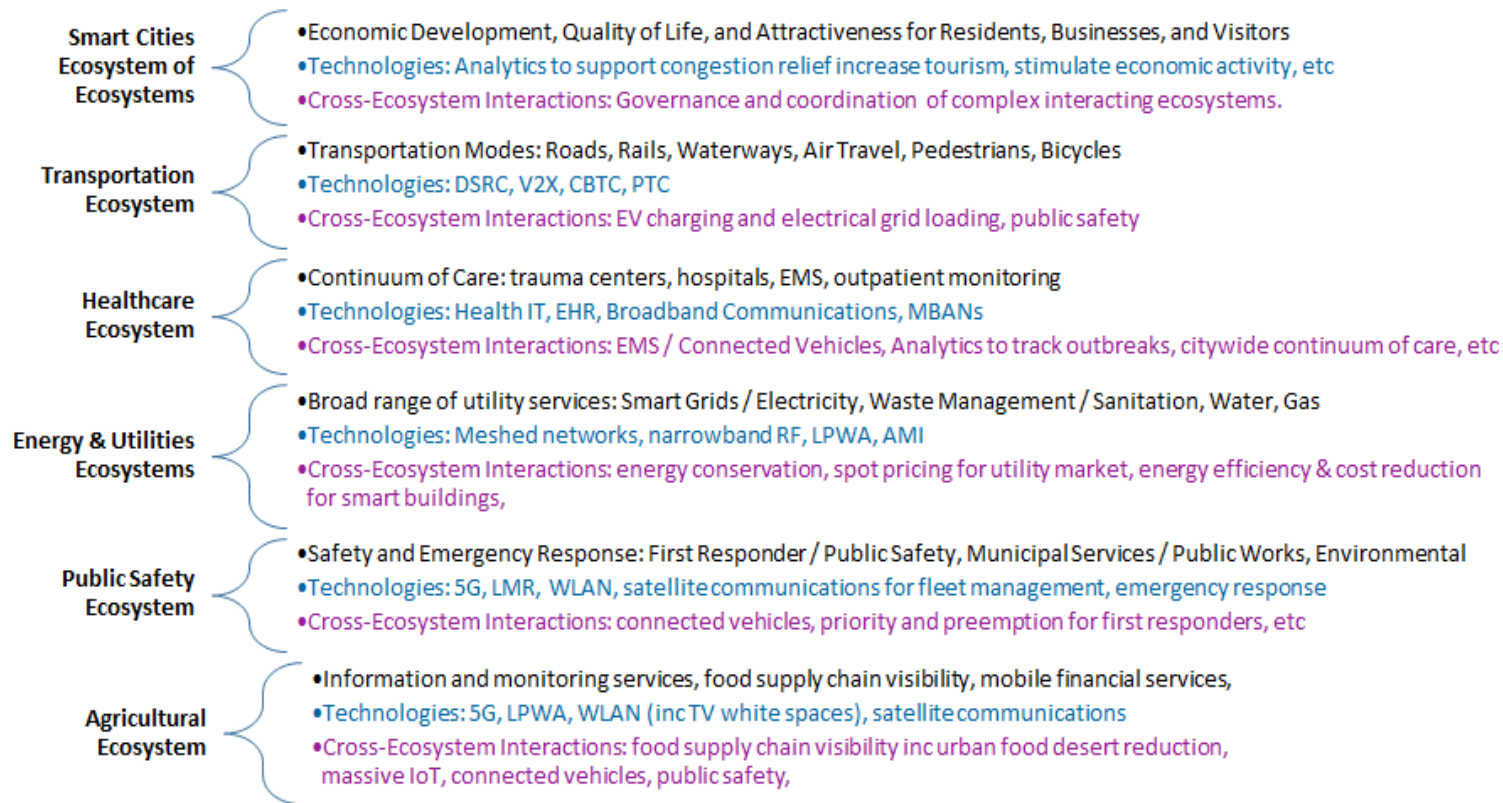 Smart Cities
Ecosystem of
Ecosystems
•Economic Development, Quality of Life, and Attractiveness for Residents, Businesses, and Visitors
•Technologies: Analytics to support congestion relief increase tourism, stimulate economic activity, etc
•Cross-Ecosystem Interactions: Governance and coordination of complex interacting ecosystems.
Transportation
Ecosystem
•Transportation Modes: Roads, Rails, Waterways, Air Travel, Pedestrians, Bicycles
•Technologies: DSRC, V2X, CBTC, PTC
•Cross-Ecosystem Interactions: EV charging and electrical grid loading, public safety
Healthcare
Ecosystem
•Continuum of Care: trauma centers, hospitals, EMS, outpatient monitoring
•Technologies: Health IT, EHR, Broadband Communications, MBANs
•Cross-Ecosystem Interactions: EMS / Connected Vehicles, Analytics to track outbreaks, citywide continuum of care, etc
Energy & Utilities
Ecosystems
•Broad range of utility services: Smart Grids / Electricity, Waste Management / Sanitation, Water, Gas
•Technologies: Meshed networks, narrowband RF, LPWA, AMI
•Cross-Ecosystem Interactions: energy conservation, spot pricing for utility market, energy efficiency & cost reduction
for smart buildings,
Public Safety
Ecosystem
•Safety and Emergency Response: First Responder / Public Safety, Municipal Services / Public Works, Environmental
•Technologies: 5G, LMR, WLAN, satellite communications for fleet management, emergency response
•Cross-Ecosystem Interactions: connected vehicles, priority and preemption for first responders, etc
Agricultural
Ecosystem
•Information and monitoring services, food supply chain visibility, mobile financial services,
•Technologies: 5G, LPWA, WLAN (inc TV white spaces), satellite communications
•Cross-Ecosystem Interactions: food supply chain visibility inc urban food desert reduction,
massive IoT, connected vehicles, public safety,